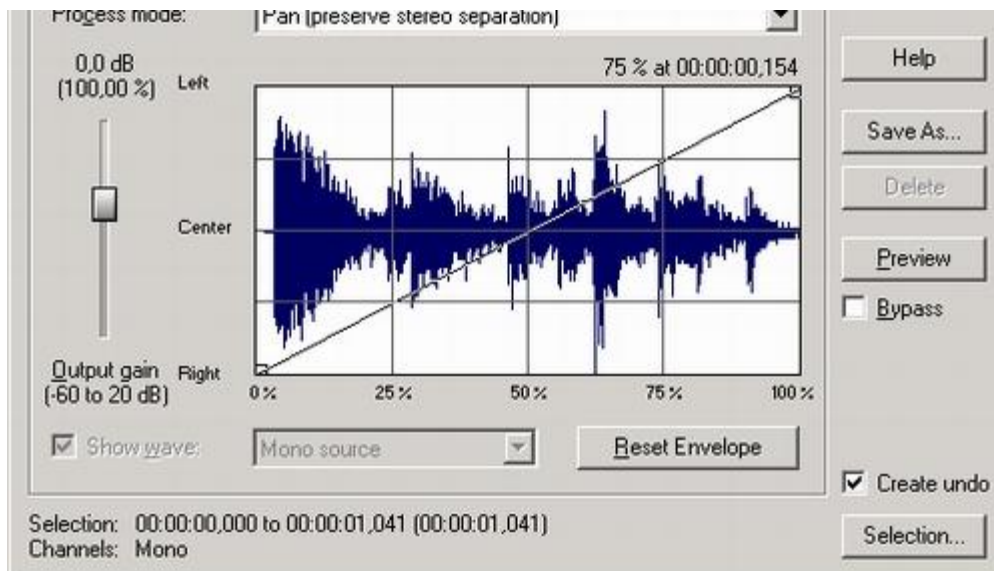 Process mode: Pan (preserve stereo separation)
Help
0,0 dB
(100,00 %)
Left
75 % at 00:00:00,154
Save As...
Delete
Center
Preview
Bypass
Output gain
(-60 to 20 dB)
Right
0 % 25 % 50 % 75 % 100 %
Show wave: Mono source Reset Envelope
Create undo
Selection: 00:00:00,000 to 00:00:01,041 (00:00:01,041)
Channels: Mono
Selection...